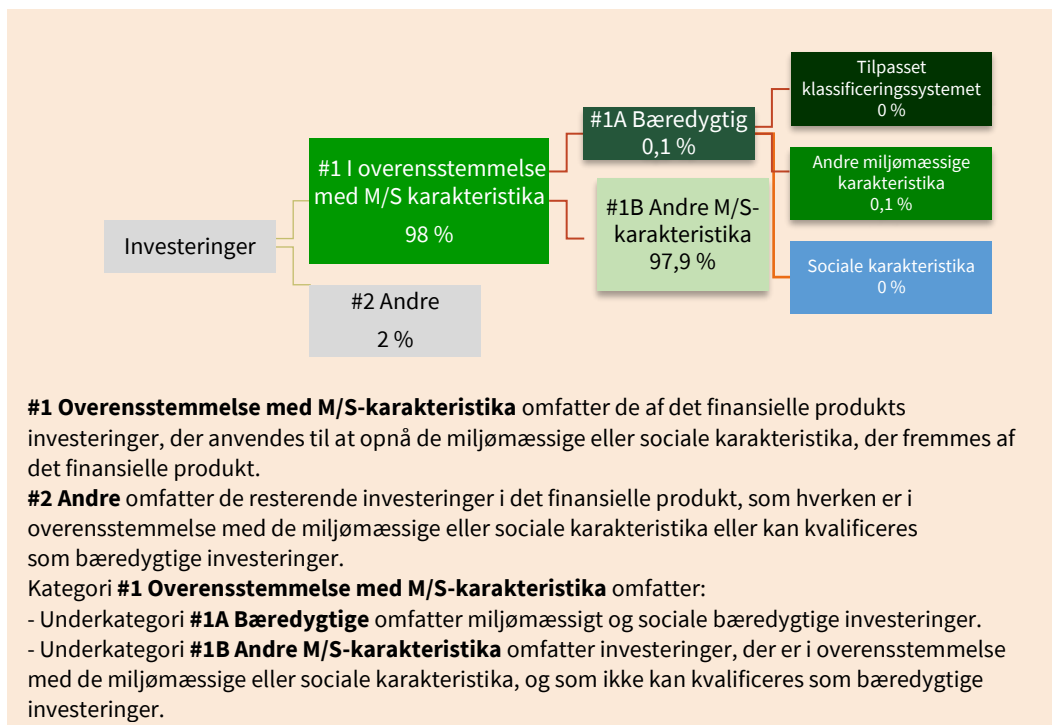 Investeringer
#1 I overensstemmelse
med M/S karakteristika
98 %
#2 Andre
2 %
#1A Bæredygtig
0,1 %
#1B Andre M/S-
karakteristika
97,9 %
Tilpasset
klassificeringssystemet
0 %
Andre miljømæssige
karakteristika
0,1 %
Sociale karakteristika
0 %
#1 Overensstemmelse med M/S-karakteristika omfatter de af det finansielle produkts
investeringer, der anvendes til at opnå de miljømæssige eller sociale karakteristika, der fremmes af
det finansielle produkt.
#2 Andre omfatter de resterende investeringer i det finansielle produkt, som hverken er i
overensstemmelse med de miljømæssige eller sociale karakteristika eller kan kvalificeres
som bæredygtige investeringer.
Kategori #1 Overensstemmelse med M/S-karakteristika omfatter:
- Underkategori #1A Bæredygtige omfatter miljømæssigt og sociale bæredygtige investeringer.
- Underkategori #1B Andre M/S-karakteristika omfatter investeringer, der er i overensstemmelse
med de miljømæssige eller sociale karakteristika, og som ikke kan kvalificeres som bæredygtige
investeringer.